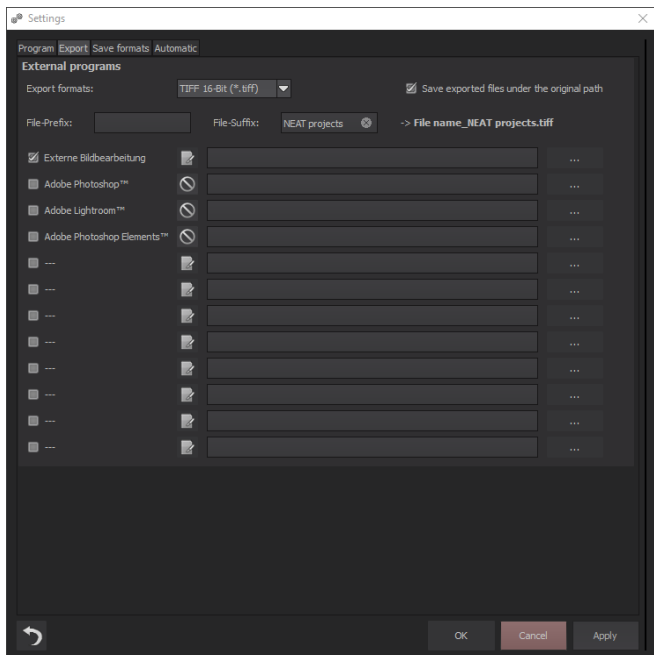 Settings
Program Export Save formats Automatic
External programs
Export formats: TIFF 16-Bit (*.tiff) Save exported files under the original path
File-Prefix: File-Suffix: NEAT projects -> File name_NEAT projects.tiff
Externe Bildbearbeitung ...
Adobe Photoshop™ ...
Adobe Lightroom™ ...
Adobe Photoshop Elements™ ...
--- ...
--- ...
--- ...
--- ...
--- ...
--- ...
--- ...
--- ...
OK Cancel Apply